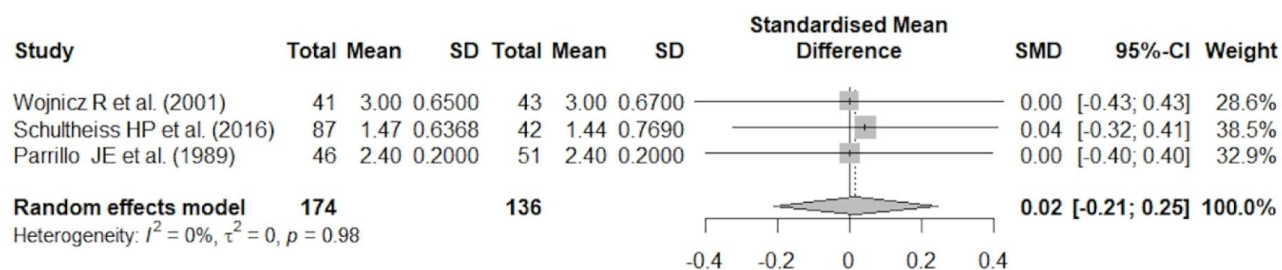 Standardised Mean
Study Total Mean SD Total Mean SD Difference SMD 95%-CI Weight
Wojnicz R et al. (2001) 41 3.00 0.6500 43 3.00 0.6700 0.00 [-0.43; 0.43] 28.6%
Schultheiss HP et al. (2016) 87 1.47 0.6368 42 1.44 0.7690 0.04 [-0.32; 0.41] 38.5%
Parrillo JE et al. (1989) 46 2.40 0.2000 51 2.40 0.2000 0.00 [-0.40; 0.40] 32.9%
Random effects model 174 136 0.02 [-0.21; 0.25] 100.0%
Heterogeneity: I² = 0%, τ² = 0, p = 0.98
-0.4 -0.2 0 0.2 0.4